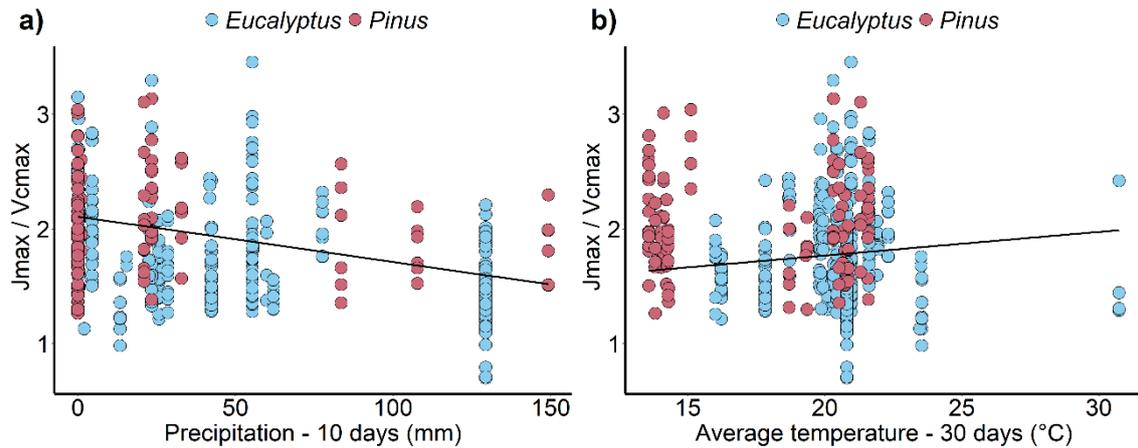 a)
Eucalyptus Pinus
Jmax / Vcmax
3
2
1
0 50 100 150
Precipitation - 10 days (mm)
b)
Eucalyptus Pinus
Jmax / Vcmax
3
2
1
15 20 25 30
Average temperature - 30 days (°C)